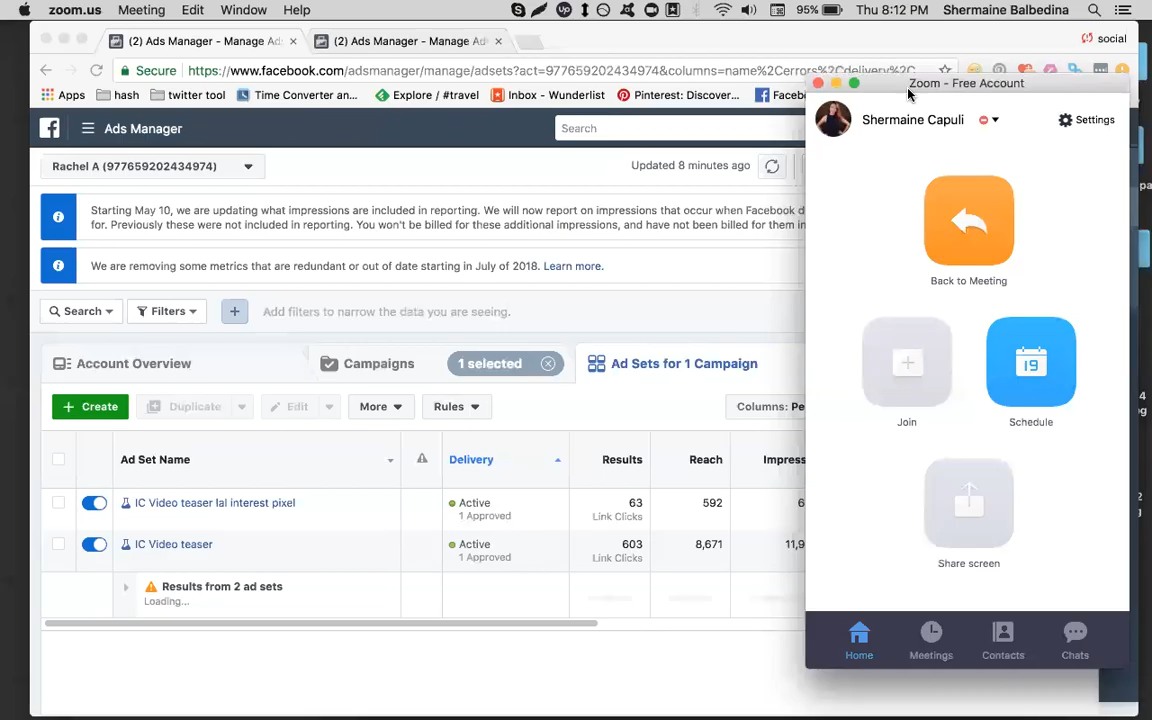 zoom.us Meeting Edit Window Help 95% Thu 8:12 PM Shermaine Balbedina
(2) Ads Manager - Manage Ad (2) Ads Manager - Manage Ad social
Secure https://www.facebook.com/adsmanager/manage/adsets?act=977659202434974&columns=name%2Cerrors%2Cdelivery%2C
Apps hash twitter tool Time Converter an... Explore / #travel Inbox - Wunderlist Pinterest: Discover... Faceb
Ads Manager
Search
Rachel A (977659202434974)
Updated 8 minutes ago
Starting May 10, we are updating what impressions are included in reporting. We will now report on impressions that occur when Facebook d
for. Previously these were not included in reporting. You won't be billed for these additional impressions, and have not been billed for them in
We are removing some metrics that are redundant or out of date starting in July of 2018. Learn more.
Search Filters + Add filters to narrow the data you are seeing.
Account Overview Campaigns 1 selected Ad Sets for 1 Campaign
+ Create Duplicate Edit More Rules Columns: Pe
Ad Set Name Delivery Results Reach Impress
IC Video teaser lal interest pixel Active 63 592 6
1 Approved Link Clicks
IC Video teaser Active 603 8,671 11,9
1 Approved Link Clicks
Results from 2 ad sets
Loading...
Zoom - Free Account
Shermaine Capuli Settings
Back to Meeting
19
Join Schedule
Share screen
Home Meetings Contacts Chats